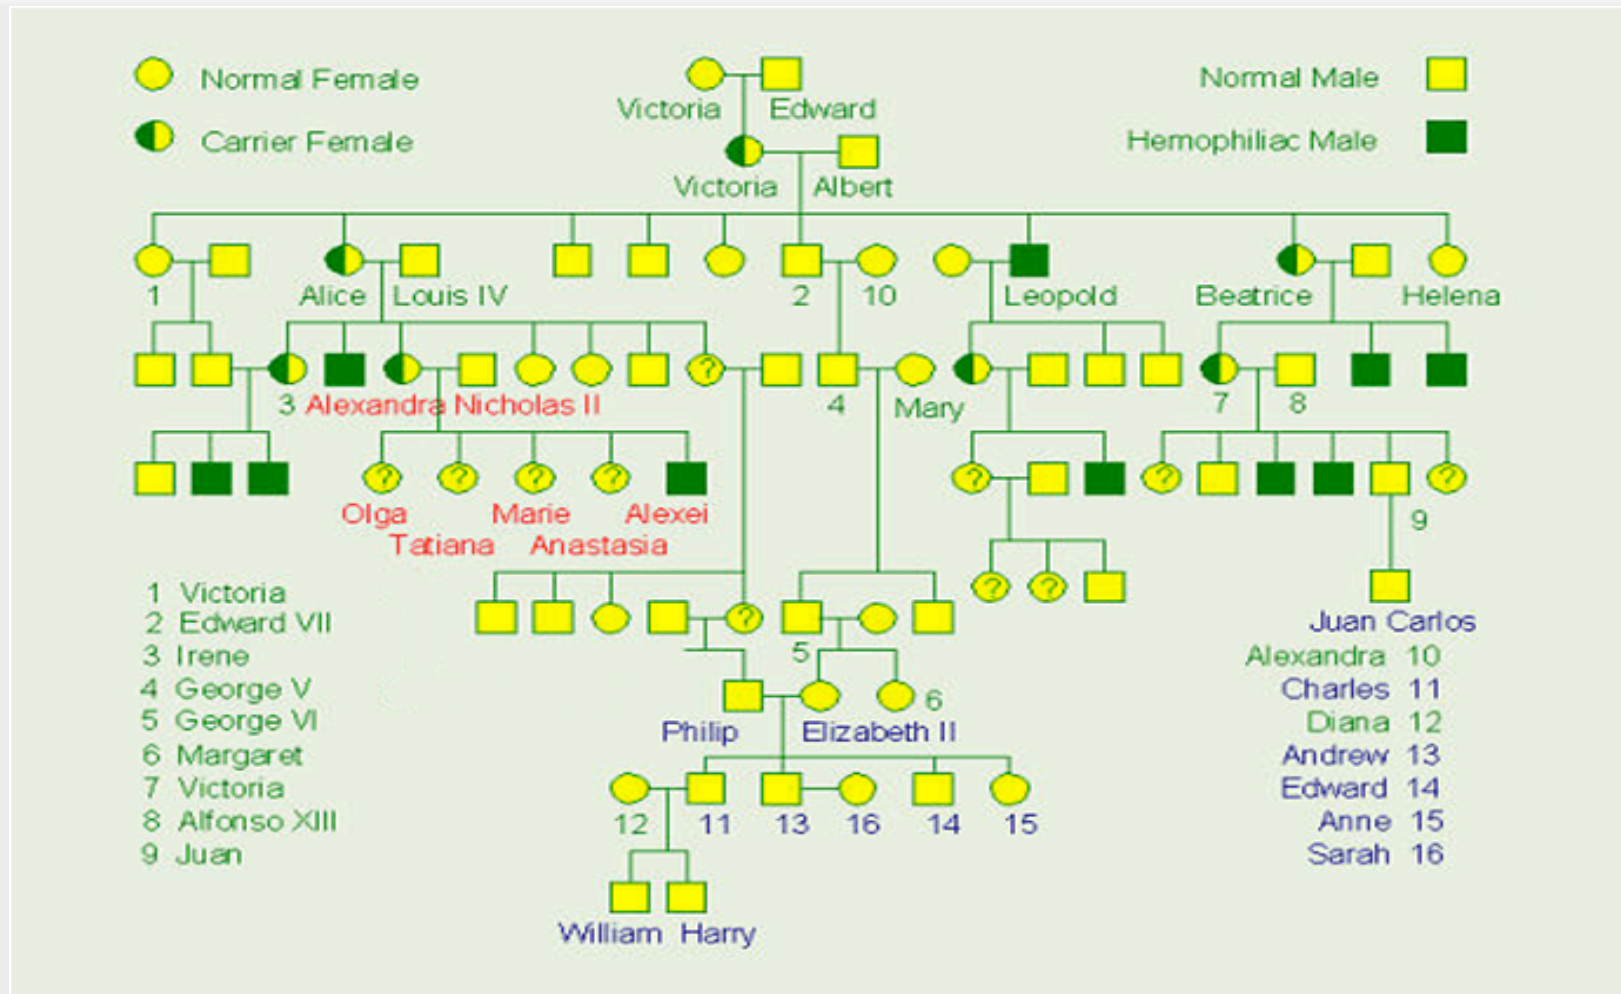 Normal Female
Normal Male
Carrier Female
Hemophiliac Male
Victoria Edward
Victoria Albert
1 Alice Louis IV 2 10 Leopold Beatrice Helena
? 
3 Alexandra Nicholas II 4 Mary 7 8
? ? ? ? ? ? ?
Olga Marie Alexei 9
Tatiana Anastasia
? ?
?
Juan Carlos
5
6
Philip Elizabeth II
12 11 13 16 14 15
William Harry
1 Victoria
2 Edward VII
3 Irene
4 George V
5 George VI
6 Margaret
7 Victoria
8 Alfonso XIII
9 Juan
Alexandra 10
Charles 11
Diana 12
Andrew 13
Edward 14
Anne 15
Sarah 16